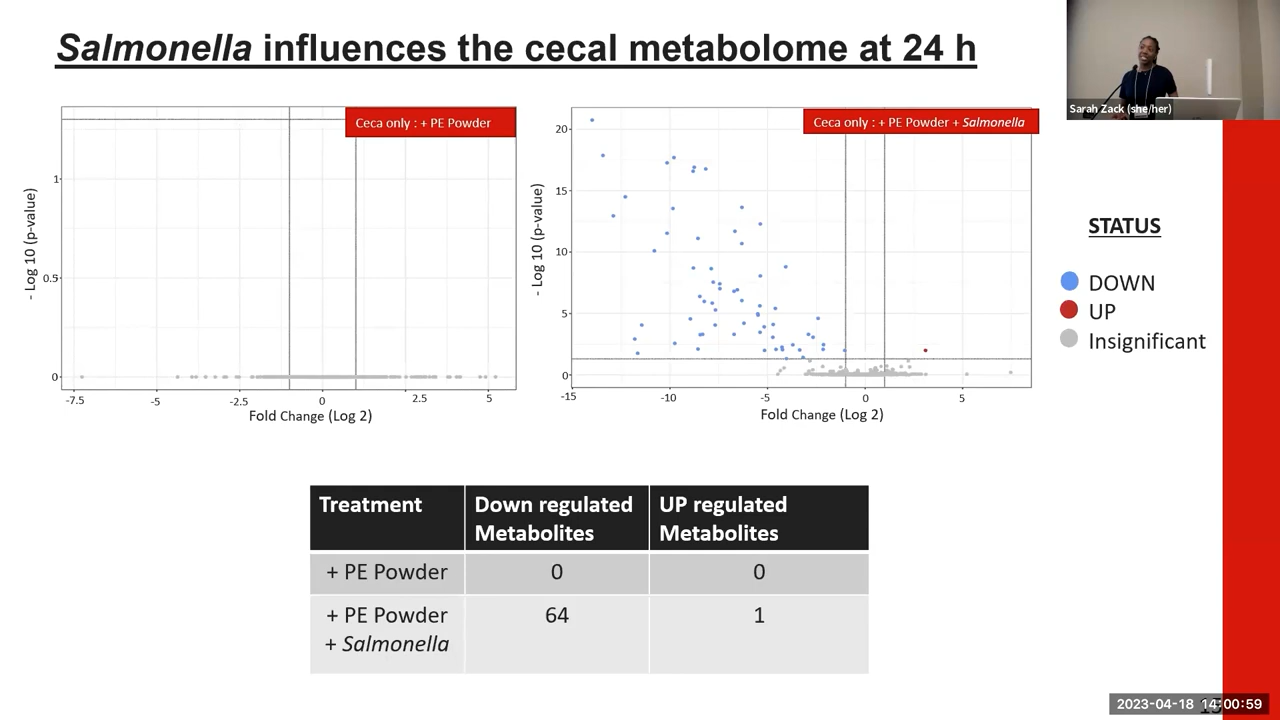 Salmonella influences the cecal metabolome at 24 h
Sarah Zack (she/her)
Ceca only : + PE Powder
- Log 10 (p-value)
1
0.5
0
-7.5
-5
-2.5
0
2.5
5
Fold Change (Log 2)
Ceca only : + PE Powder + Salmonella
- Log 10 (p-value)
20
15
10
5
0
-15
-10
-5
0
5
Fold Change (Log 2)
STATUS
DOWN
UP
Insignificant
Treatment
Down regulated
Metabolites
UP regulated
Metabolites
+ PE Powder
0
0
+ PE Powder
+ Salmonella
64
1
2023-04-18 14:00:59